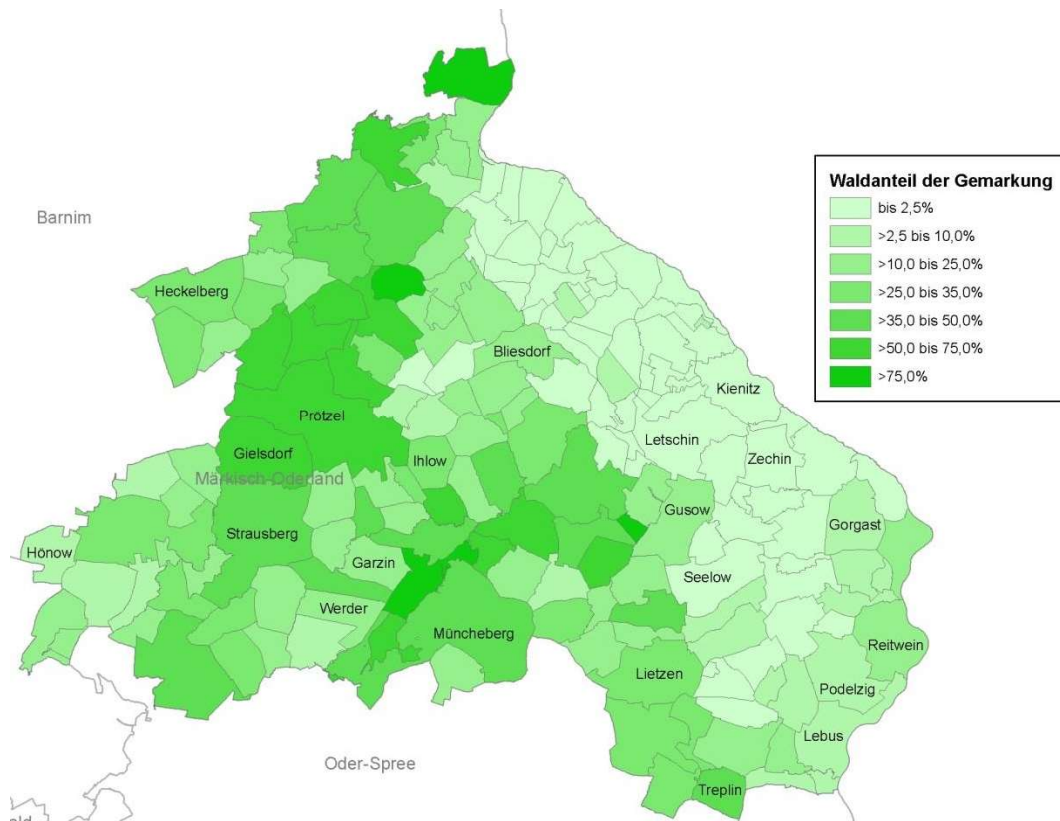 Waldanteil der Gemarkung
bis 2,5%
>2,5 bis 10,0%
>10,0 bis 25,0%
>25,0 bis 35,0%
>35,0 bis 50,0%
>50,0 bis 75,0%
>75,0%
Barnim
Heckelberg
Bliesdorf
Kienitz
Prötzel
Letschin
Gielsdorf
Zechin
Ihlow
Märkisch-Oderland
Gusow
Strausberg
Gorgast
Hönow
Garzin
Seelow
Werder
Müncheberg
Reitwein
Lietzen
Podelzig
Lebus
Oder-Spree
Treplin